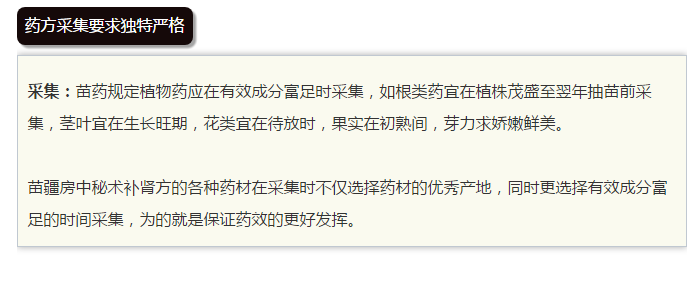 药方采集要求独特严格
采集：苗药规定植物药应在有效成分富足时采集，如根类药宜在植株茂盛至翌年抽苗前采
集，茎叶宜在生长旺期，花类宜在待放时，果实在初熟间，芽力求娇嫩鲜美。
苗疆房中秘术补肾方的各种药材在采集时不仅选择药材的优秀产地，同时更选择有效成分富
足的时间采集，为的就是保证药效的更好发挥。